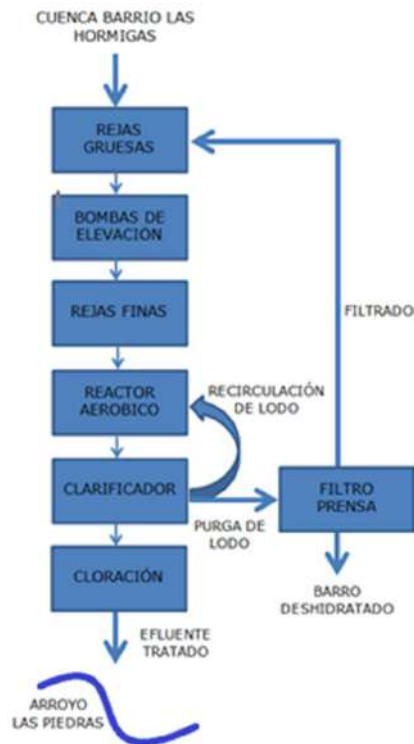 CUENCA BARRIO LAS
HORMIGAS
REJAS
GRUESAS
BOMBAS DE
ELEVACIÓN
REJAS FINAS
FILTRADO
REACTOR
AEROBICO
RECIRCULACIÓN
DE LODO
CLARIFICADOR
PURGA DE
LODO
FILTRO
PRENSA
CLORACIÓN
BARRO
DESHIDRATADO
EFLUENTE
TRATADO
ARROYO
LAS PIEDRAS